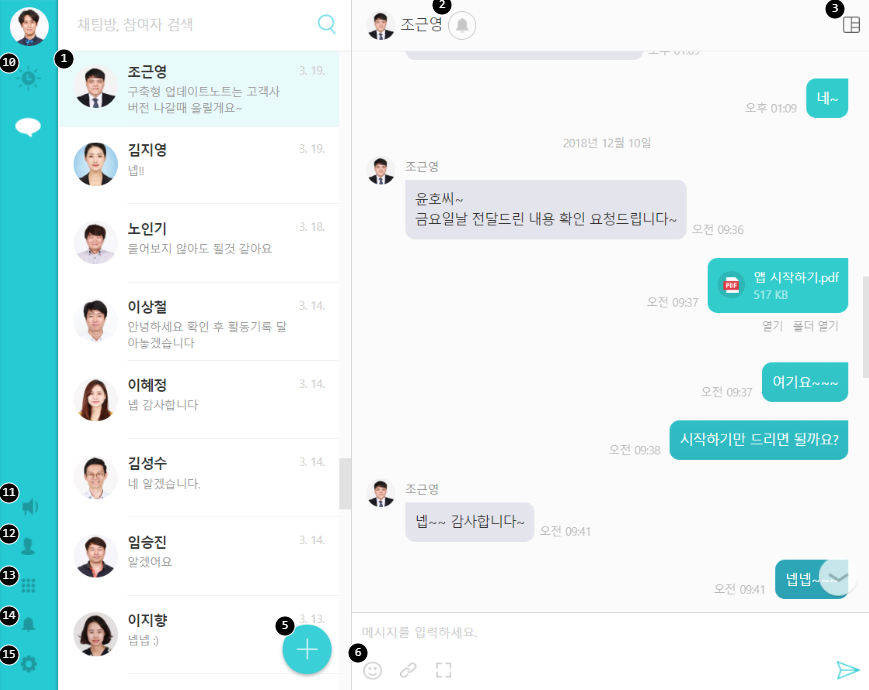 채팅방, 참여자 검색
2
조근영
3
10
1
조근영
3. 19.
구축형 업데이트노트는 고객사
버전 나갈때 올릴게요~
김지영
3. 19.
넵!!
노인기
3. 18.
물어보지 않아도 될것 같아요
이상철
3. 14.
안녕하세요 확인 후 활동기록 달
아놓겠습니다
이혜정
3. 14.
넵 감사합니다
김성수
3. 14.
네 알겠습니다.
임승진
3. 14.
알겠어요
이지향
3. 13.
넵넵 :)
11
12
13
14
15
5
네~
오후 01:09
2018년 12월 10일
조근영
윤호씨~
금요일날 전달드린 내용 확인 요청드립니다~
오전 09:36
PDF
앱 시작하기.pdf
517 KB
오전 09:37
열기 폴더 열기
여기요~~~
오전 09:37
시작하기만 드리면 될까요?
오전 09:38
조근영
넵~~ 감사합니다~
오전 09:41
넵넵~~~
오전 09:41
메시지를 입력하세요.
6